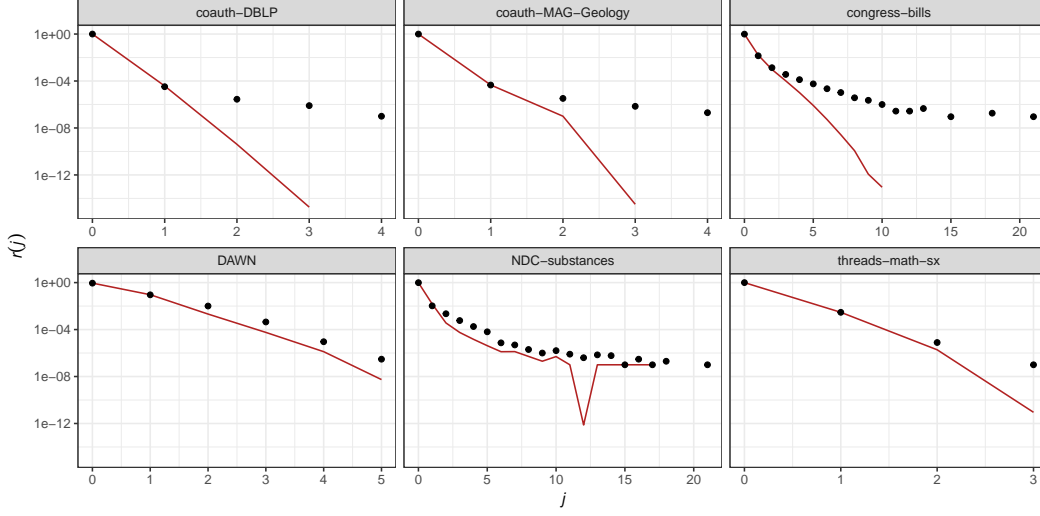 coauth−DBLP coauth−MAG−Geology congress−bills
1e+00
1e−04
1e−08
1e−12
0 1 2 3 4 0 1 2 3 4 0 5 10 15 20
r(j)
DAWN NDC−substances threads−math−sx
1e+00
1e−04
1e−08
1e−12
0 1 2 3 4 5 0 5 10 15 20 0 1 2 3
j